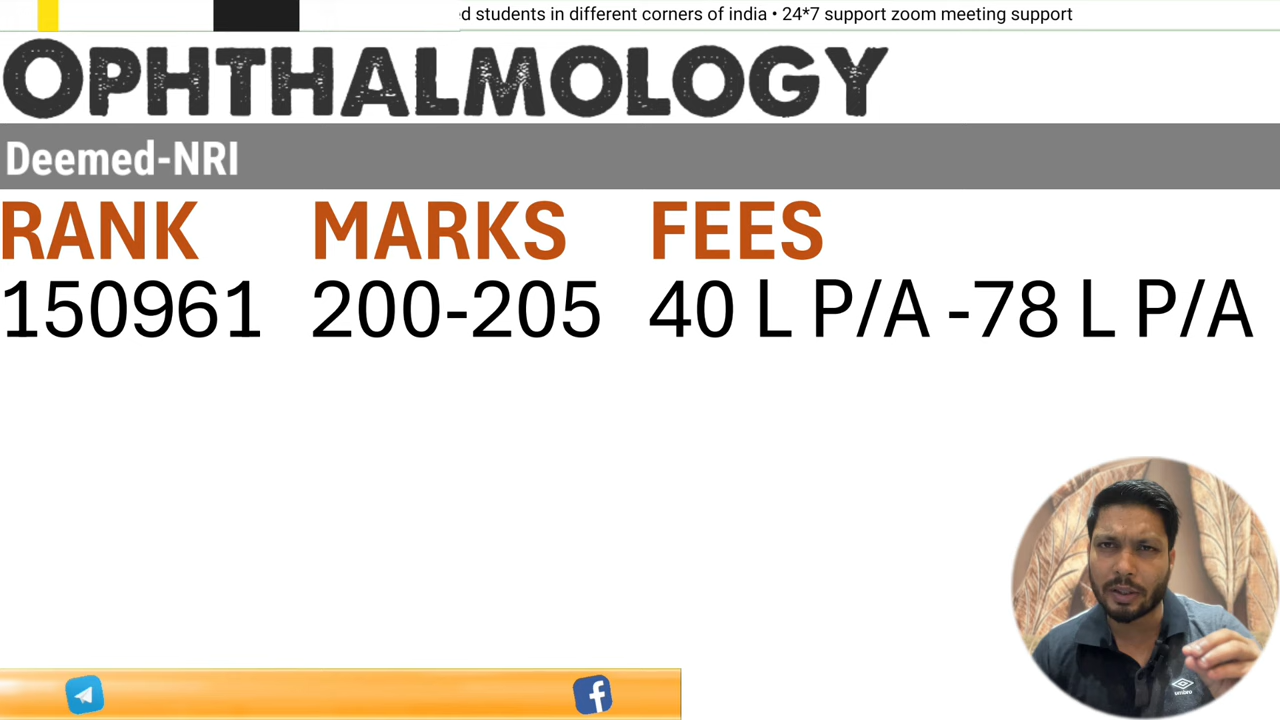 d students in different corners of india • 24*7 support zoom meeting support
OPHTHALMOLOGY
Deemed-NRI
RANK MARKS FEES
150961 200-205 40 L P/A -78 L P/A
umbro